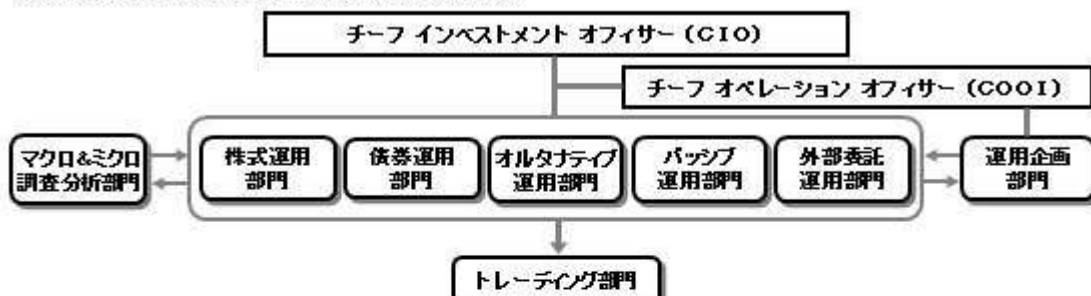 チーフ インベストメント オフィサー (CIO)
チーフ オペレーション オフィサー (COOI)
マクロ&ミクロ
調査分析部門
株式運用
部門
債券運用
部門
オルタナティブ
運用部門
パッシブ
運用部門
外部委託
運用部門
運用企画
部門
トレーディング部門